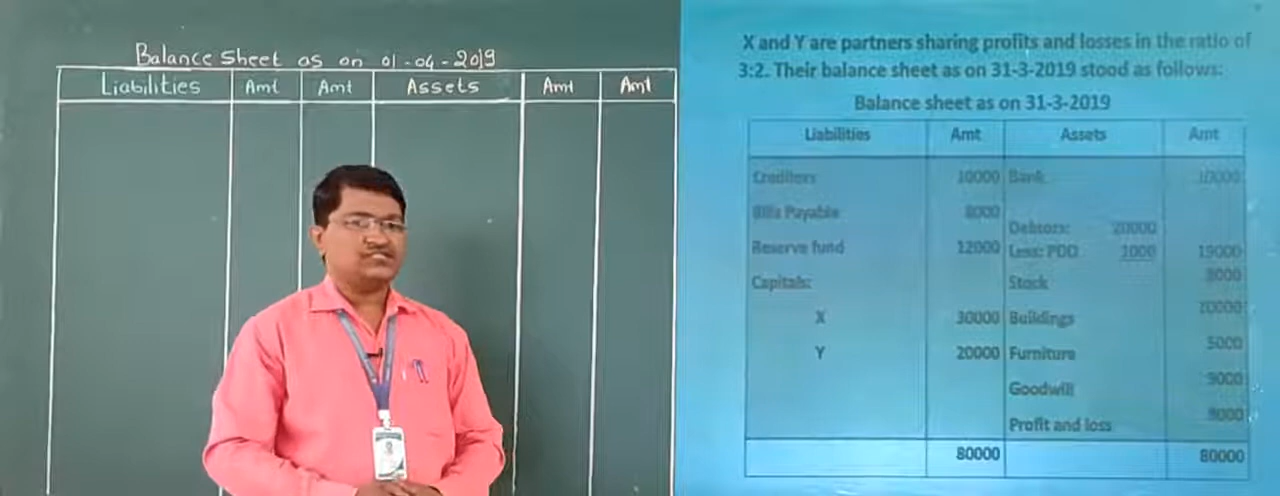 Balance Sheet as on 01-04-2019
Liabilities Amt Amt Assets Amt Amt
X and Y are partners sharing profits and losses in the ratio of
3:2. Their balance sheet as on 31-3-2019 stood as follows:
Balance sheet as on 31-3-2019
Liabilities Amt Assets Amt
Creditors 10000 Bank 10000
Bills Payable 8000
Debtors: 20000
Reserve fund 12000 Less: PDD 1000 19000
Capitals: Stock
X 30000 Buildings 20000
Y 20000 Furniture 5000
Goodwill 9000
Profit and loss
80000 80000